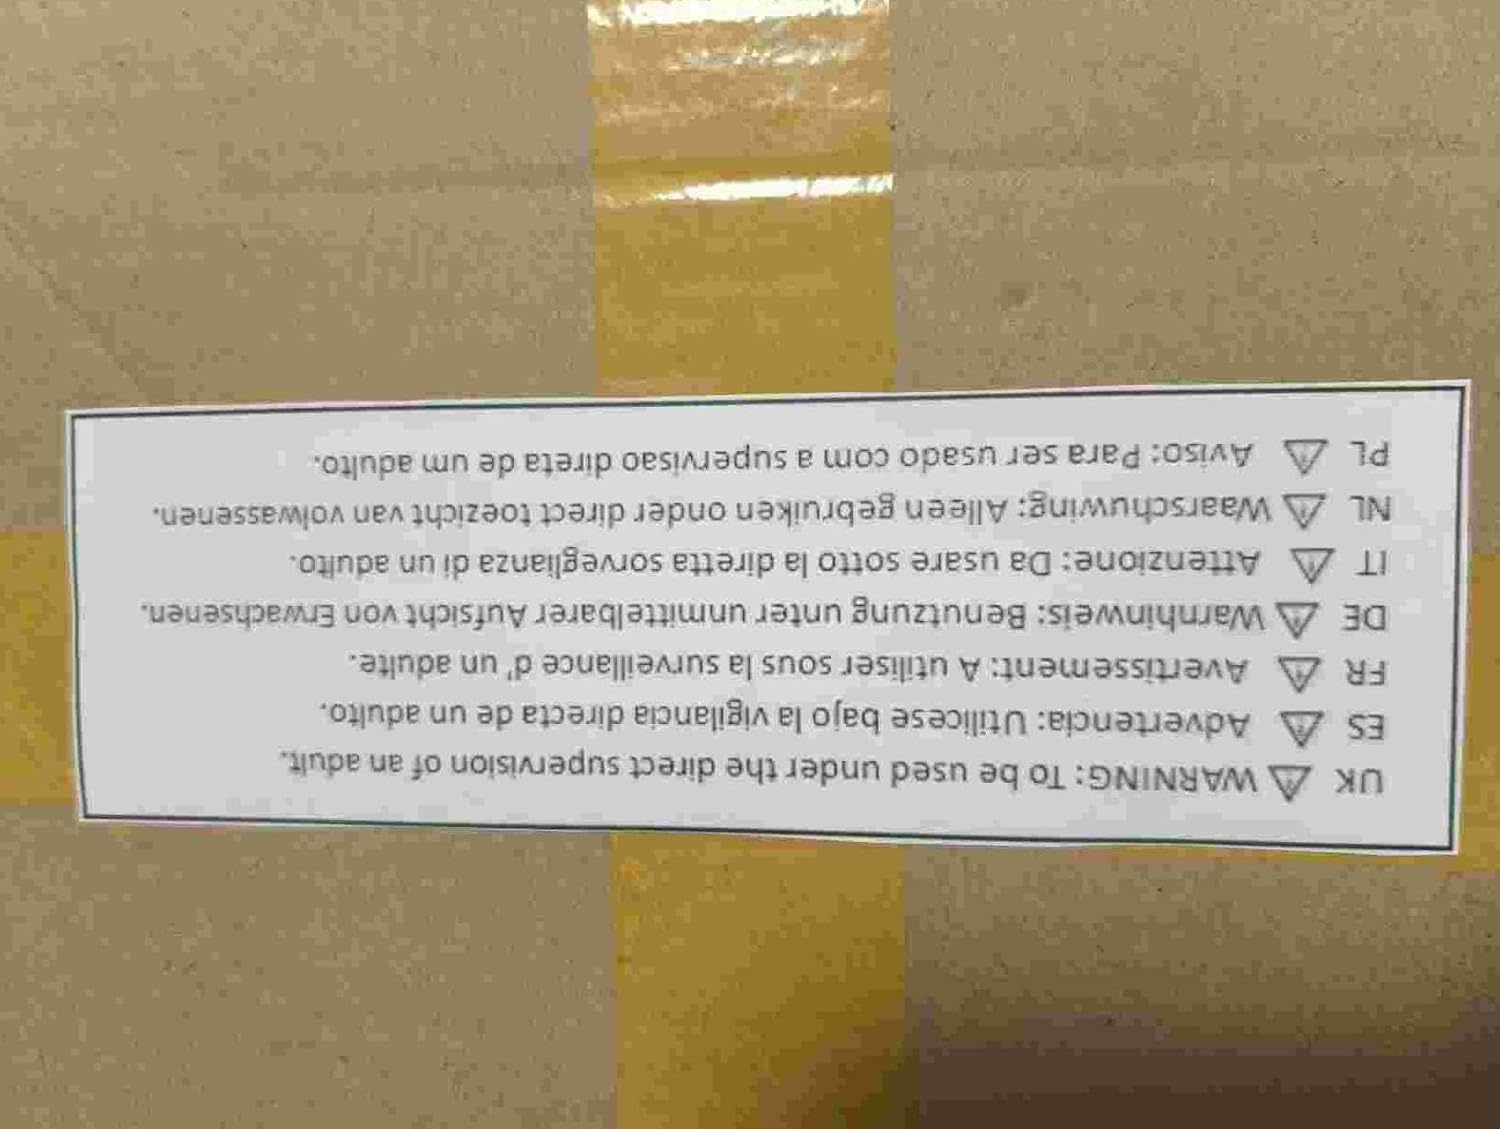 UK WARNING: To be used under the direct supervision of an adult.
ES Advertencia: Utilicese bajo la vigilancia directa de un adulto.
FR Avertissement: A utiliser sous la surveillance d' un adulte.
DE Warnhinweis: Benutzung unter unmittelbarer Aufsicht von Erwachsenen.
IT Attenzione: Da usare sotto la diretta sorveglianza di un adulto.
NL Waarschuwing: Alleen gebruiken onder direct toezicht van volwassenen.
PL Aviso: Para ser usado com a supervisao direta de um adulto.